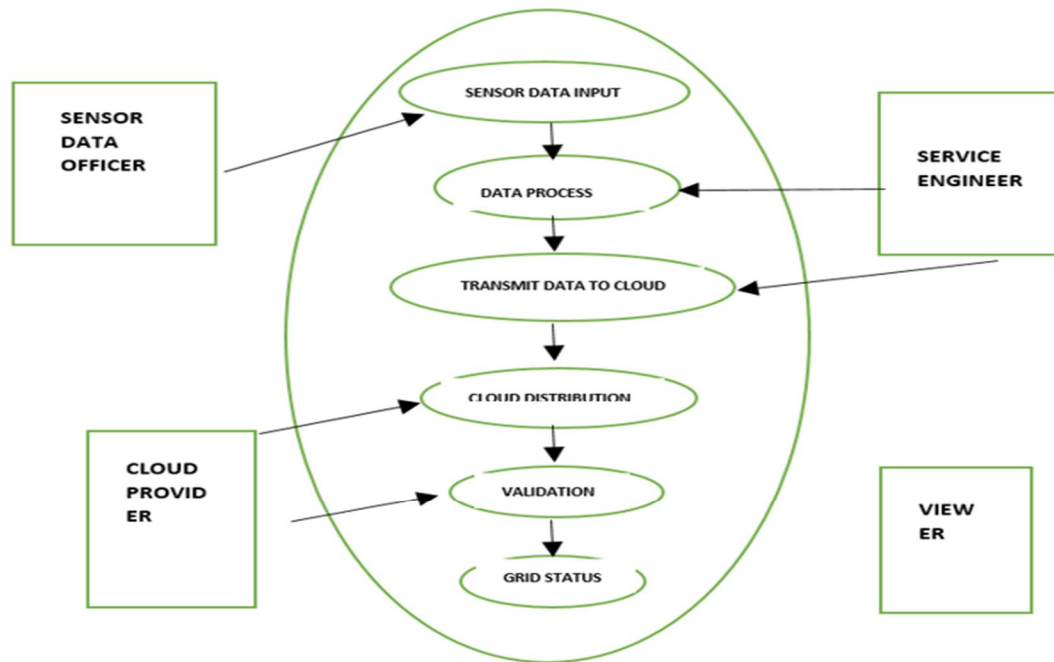 SENSOR DATA INPUT
SENSOR
DATA
OFFICER
SERVICE
ENGINEER
DATA PROCESS
TRANSMIT DATA TO CLOUD
CLOUD DISTRIBUTION
CLOUD
PROVID
ER
VALIDATION
VIEW
ER
GRID STATUS